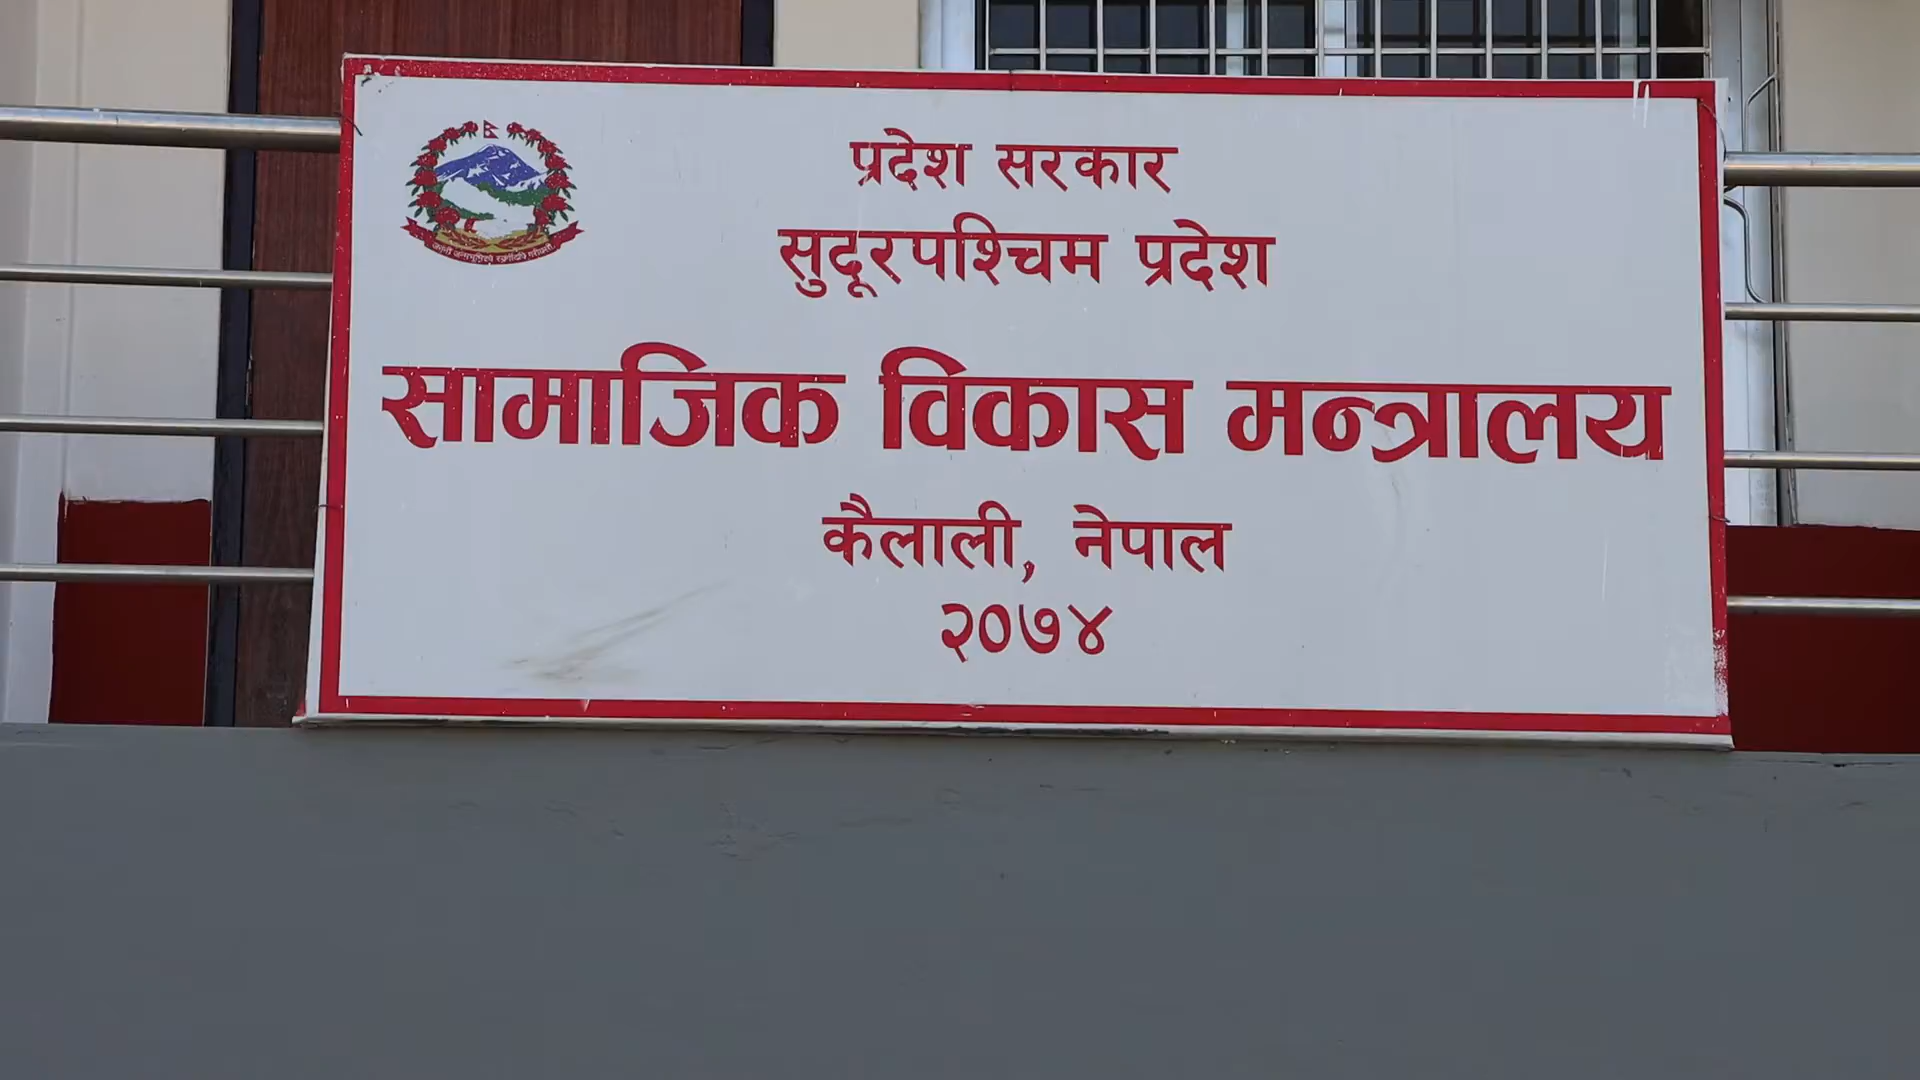 प्रदेश सरकार
सुदूरपश्चिम प्रदेश
सामाजिक विकास मन्त्रालय
कैलाली, नेपाल
२०७४